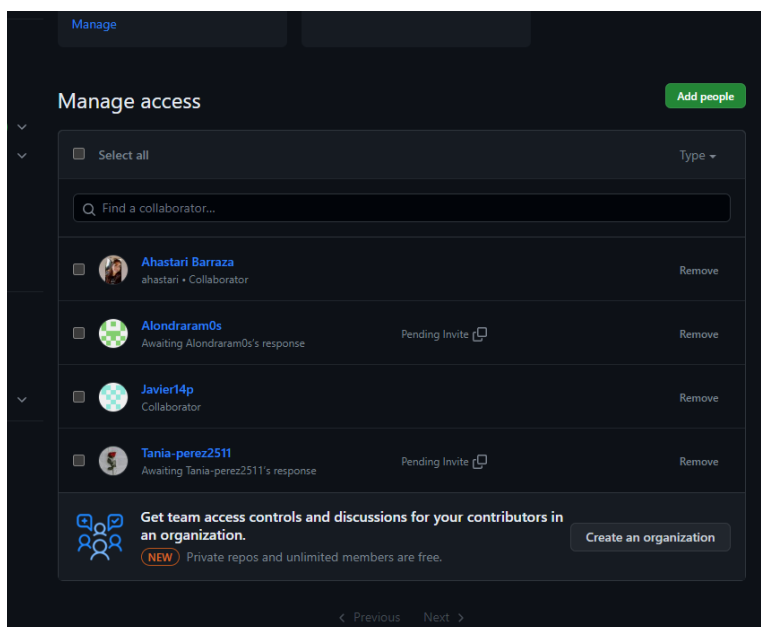 Manage
Manage access
Add people
Select all
Type
Find a collaborator...
Ahastari Barraza
ahastari • Collaborator
Remove
Alondraram0s
Awaiting Alondraram0s's response
Pending Invite
Remove
Javier14p
Collaborator
Remove
Tania-perez2511
Awaiting Tania-perez2511's response
Pending Invite
Remove
Get team access controls and discussions for your contributors in
an organization.
NEW Private repos and unlimited members are free.
Create an organization
Previous Next